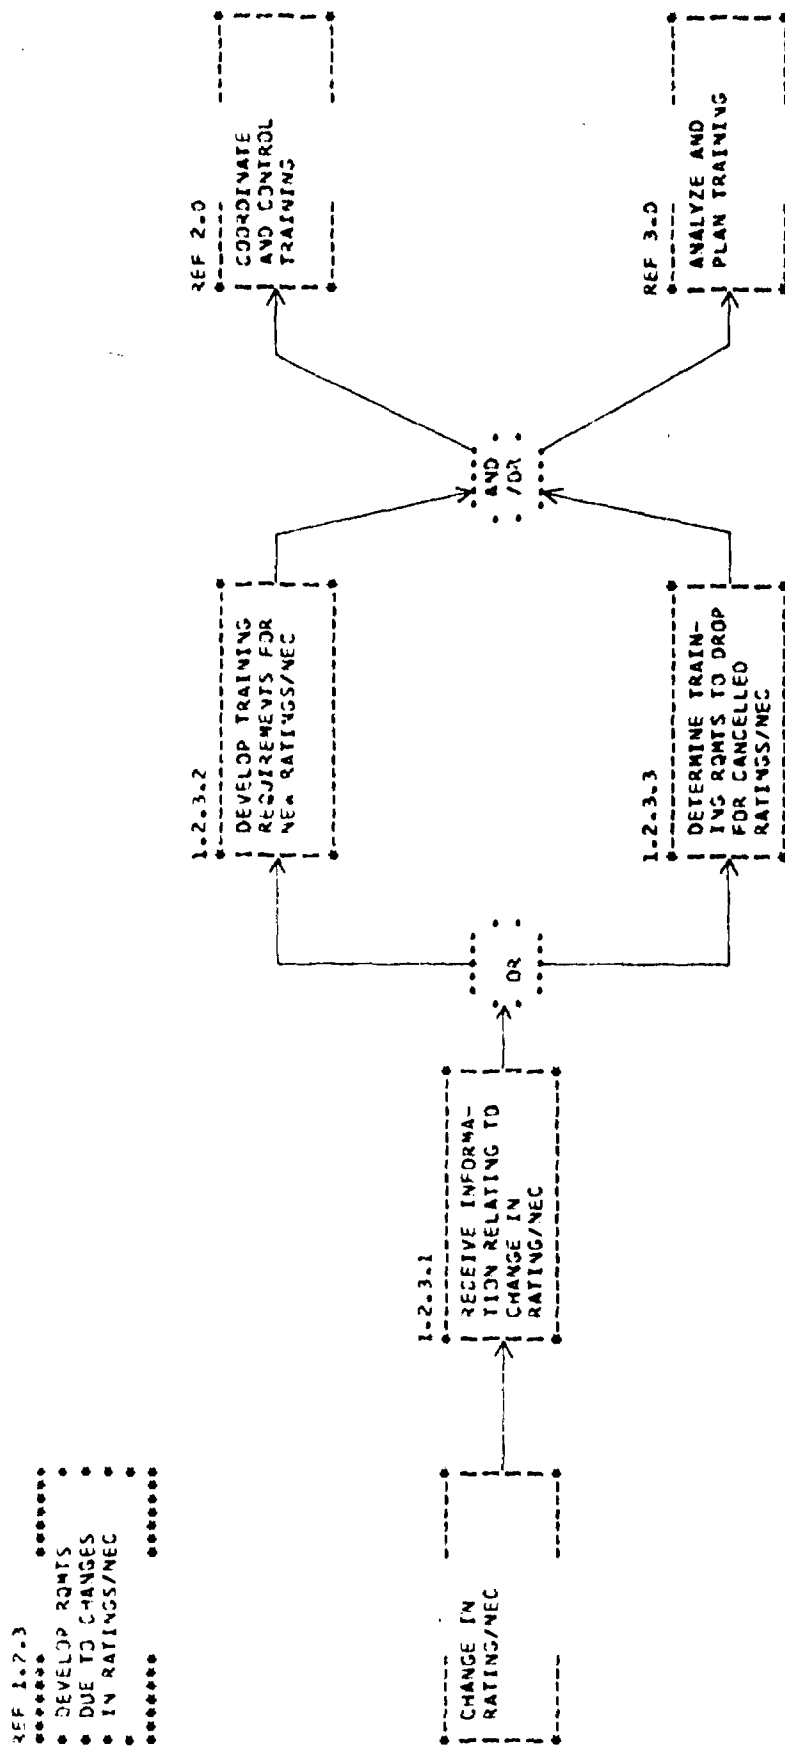 REF 1.2.3
DEVELOP RQMTS
DUE TO CHANGES
IN RATINGS/NEC
CHANGE IN
RATING/NEC
1.2.3.1
RECEIVE INFORMA-
TION RELATING TO
CHANGE IN
RATING/NEC
OR
1.2.3.2
DEVELOP TRAINING
REQUIREMENTS FOR
NEW RATINGS/NEC
1.2.3.3
DETERMINE TRAIN-
ING RQMTS TO DROP
FOR CANCELLED
RATINGS/NEC
AND
/OR
REF 2.0
COORDINATE
AND CONTROL
TRAINING
REF 3.0
ANALYZE AND
PLAN TRAINING